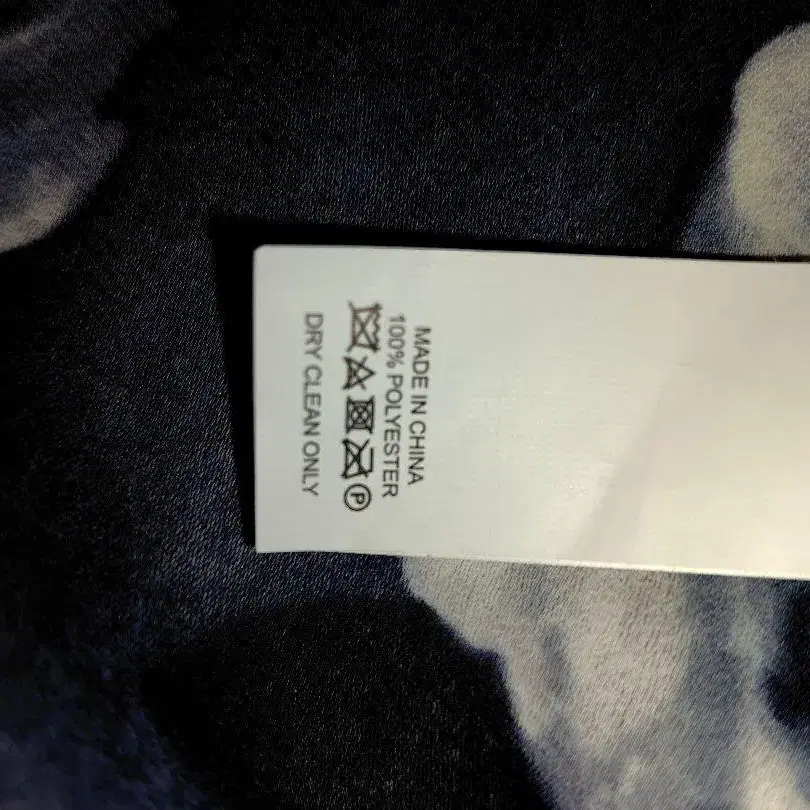 MADE IN CHINA
100% POLYESTER
P
DRY CLEAN ONLY